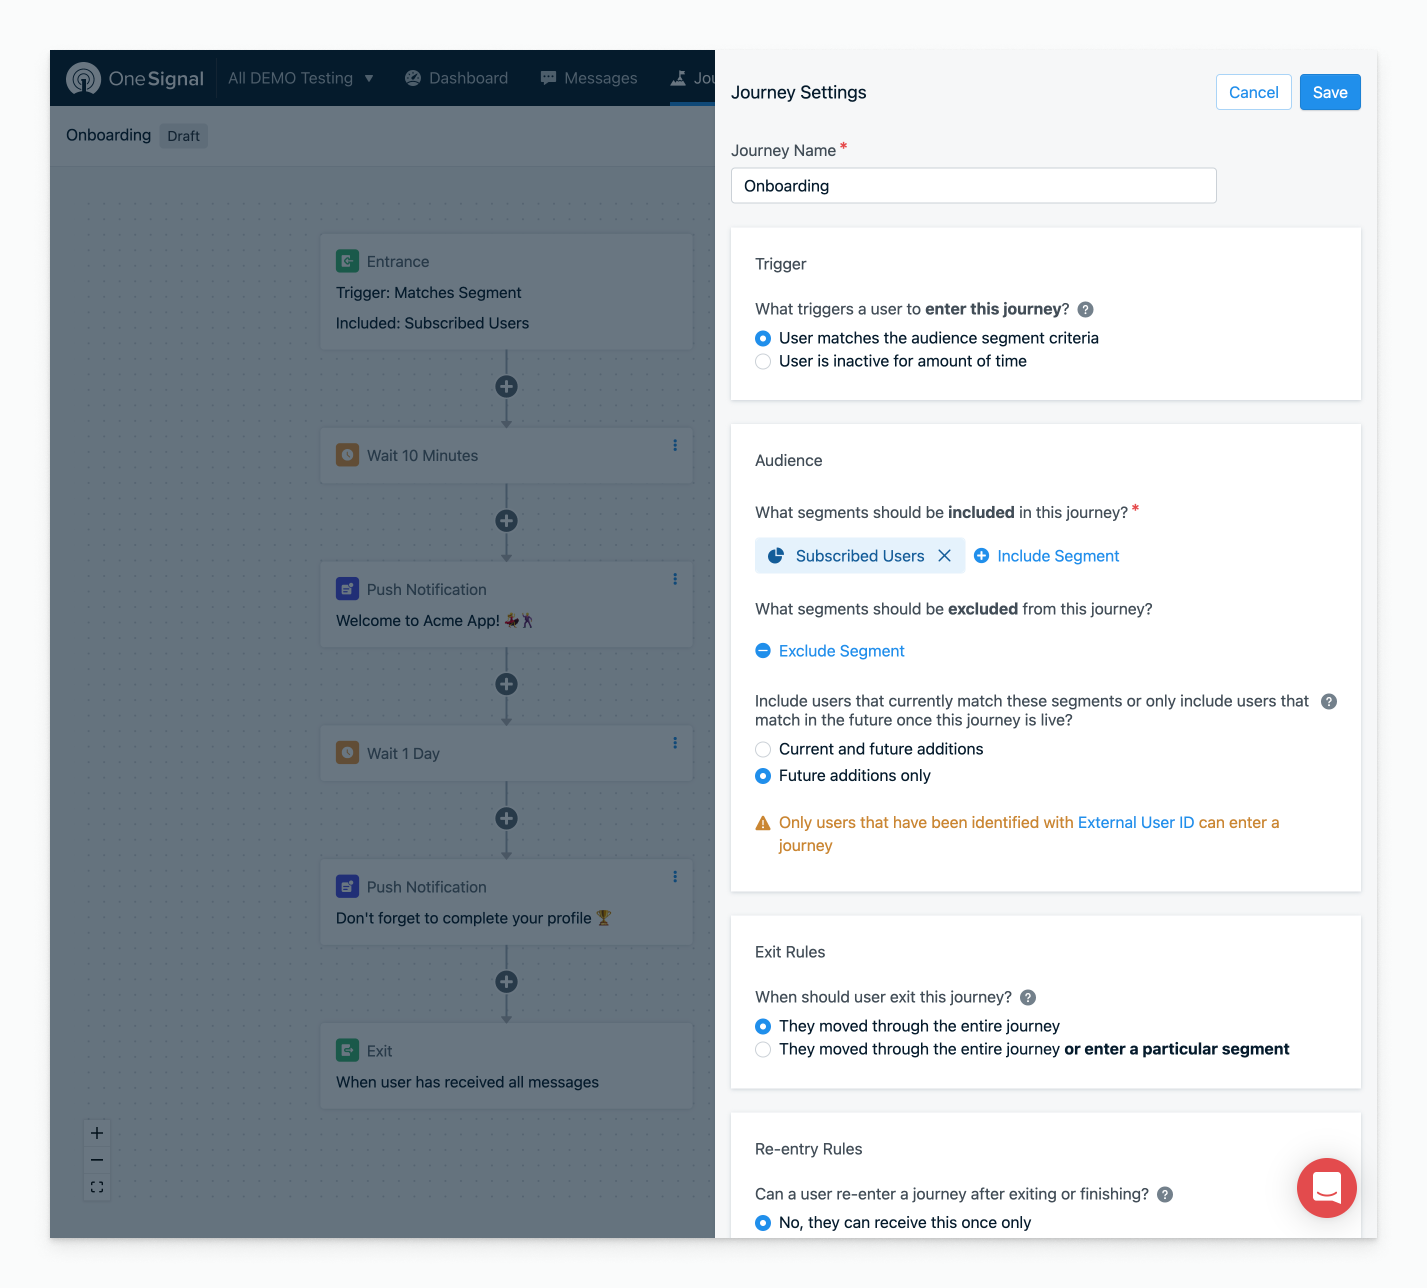 OneSignal
All DEMO Testing
Dashboard
Messages
Jou
Onboarding
Draft
Entrance
Trigger: Matches Segment
Included: Subscribed Users
Wait 10 Minutes
Push Notification
Welcome to Acme App! 💃🕺
Wait 1 Day
Push Notification
Don't forget to complete your profile 🏆
Exit
When user has received all messages
Journey Settings
Cancel
Save
Journey Name *
Onboarding
Trigger
What triggers a user to enter this journey? ?
User matches the audience segment criteria
User is inactive for amount of time
Audience
What segments should be included in this journey? *
Subscribed Users
Include Segment
What segments should be excluded from this journey?
Exclude Segment
Include users that currently match these segments or only include users that ?
match in the future once this journey is live?
Current and future additions
Future additions only
Only users that have been identified with External User ID can enter a
journey
Exit Rules
When should user exit this journey? ?
They moved through the entire journey
They moved through the entire journey or enter a particular segment
Re-entry Rules
Can a user re-enter a journey after exiting or finishing? ?
No, they can receive this once only